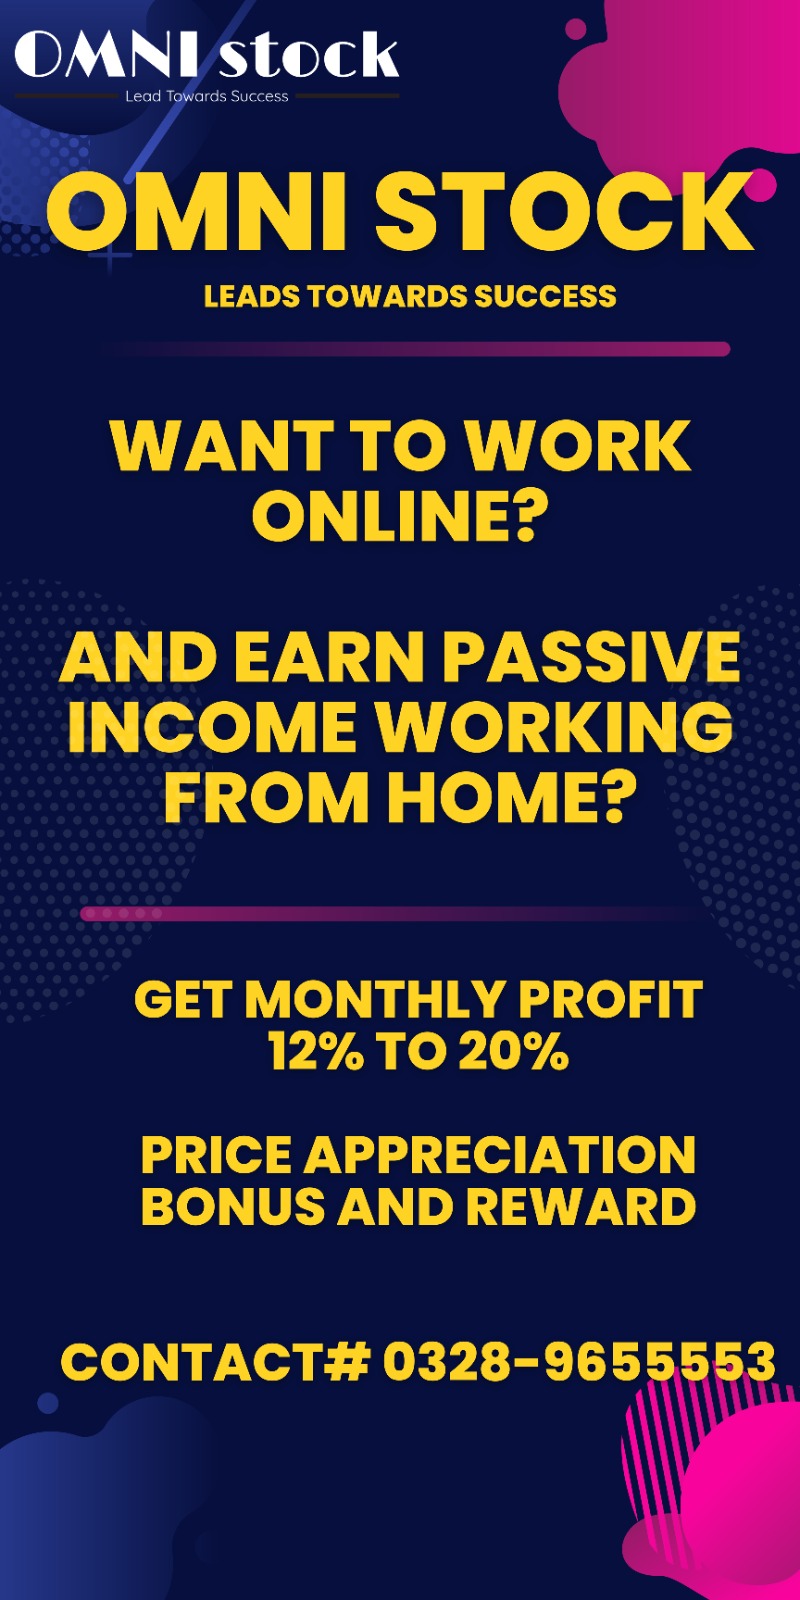 OMNI stock
Lead Towards Success
OMNI STOCK
LEADS TOWARDS SUCCESS
WANT TO WORK
ONLINE?
AND EARN PASSIVE
INCOME WORKING
FROM HOME?
GET MONTHLY PROFIT
12% TO 20%
PRICE APPRECIATION
BONUS AND REWARD
CONTACT# 0328-9655553